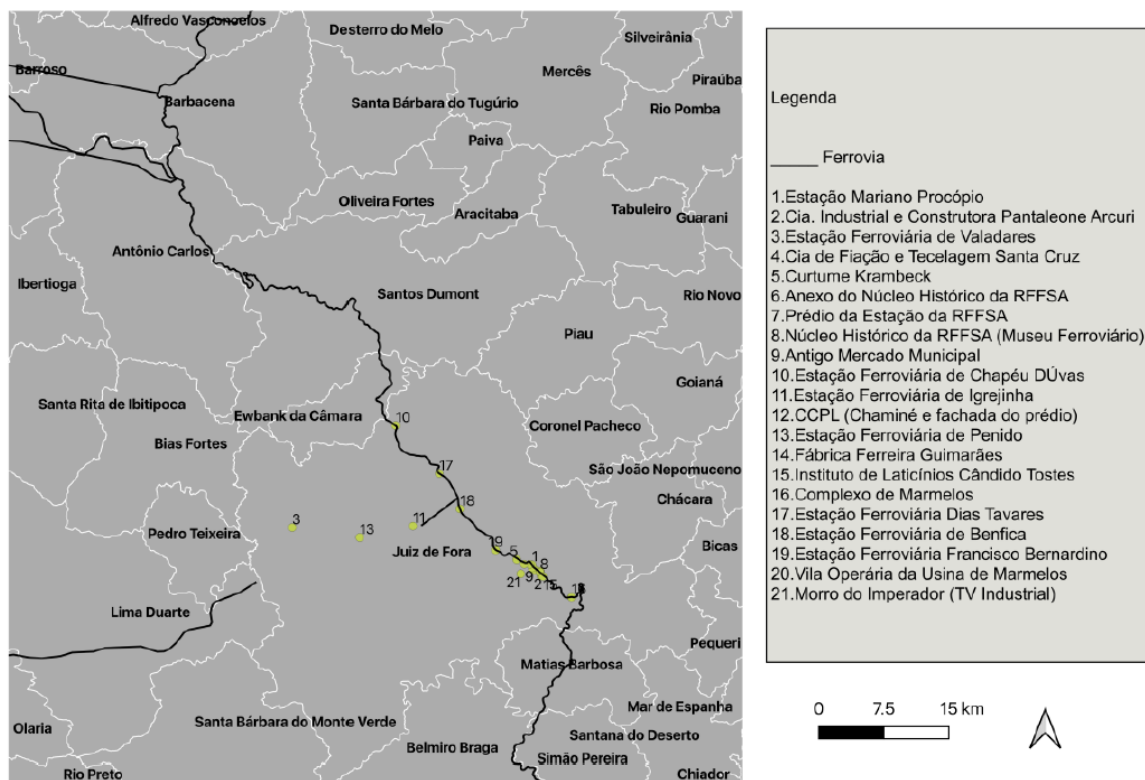 Alfredo Vasconcelos
Desterro do Melo
Silveirânia
Barroso
Mercês
Piraúba
Barbacena
Santa Bárbara do Tugúrio
Rio Pomba
Paiva
Oliveira Fortes
Aracitaba
Tabuleiro
Guarani
Antônio Carlos
Ibertioga
Santos Dumont
Rio Novo
Piau
Goianá
Santa Rita de Ibitipoca
Ewbank da Câmara
10
Coronel Pacheco
Bias Fortes
17
São João Nepomuceno
Chácara
18
3
11
13
Pedro Teixeira
Juiz de Fora
19
Bicas
5
1
8
21
9
2
Lima Duarte
Pequeri
Matias Barbosa
Mar de Espanha
Olaria
Santa Bárbara do Monte Verde
Santana do Deserto
Belmiro Braga
Simão Pereira
Rio Preto
Chiador
Legenda
Ferrovia
1.Estação Mariano Procópio
2.Cia. Industrial e Construtora Pantaleone Arcuri
3.Estação Ferroviária de Valadares
4.Cia de Fiação e Tecelagem Santa Cruz
5.Curtume Krambeck
6.Anexo do Núcleo Histórico da RFFSA
7.Prédio da Estação da RFFSA
8.Núcleo Histórico da RFFSA (Museu Ferroviário)
9.Antigo Mercado Municipal
10.Estação Ferroviária de Chapéu DÚvas
11.Estação Ferroviária de Igrejinha
12.CCPL (Chaminé e fachada do prédio)
13.Estação Ferroviária de Penido
14.Fábrica Ferreira Guimarães
15.Instituto de Laticínios Cândido Tostes
16.Complexo de Marmelos
17.Estação Ferroviária Dias Tavares
18.Estação Ferroviária de Benfica
19.Estação Ferroviária Francisco Bernardino
20.Vila Operária da Usina de Marmelos
21.Morro do Imperador (TV Industrial)
0 7.5 15 km